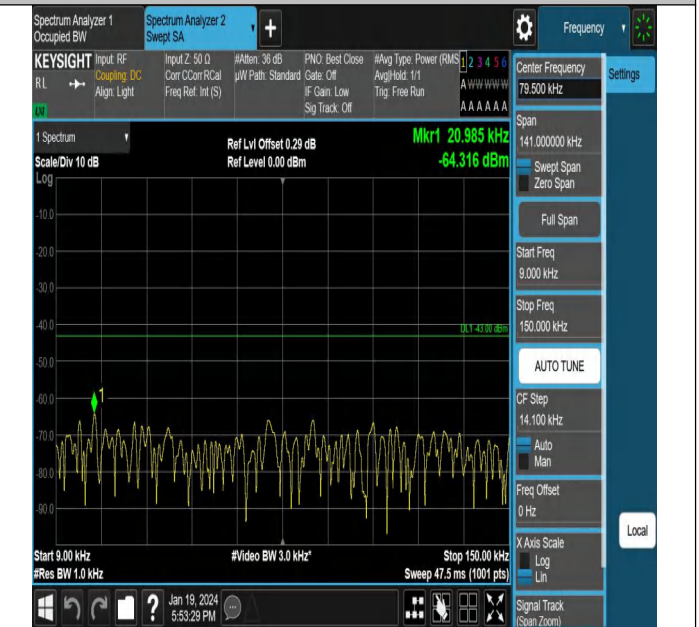 Spectrum Analyzer 1
Occupied BW
Spectrum Analyzer 2
Swept SA
Frequency
KEYSIGHT
RL
Input: RF
Coupling: DC
Align: Light
Input Z: 50 Ω
Corr CCorr RCal
Freq Ref: Int (S)
#Atten: 36 dB
µW Path: Standard
PNO: Best Close
Gate: Off
IF Gain: Low
Sig Track: Off
#Avg Type: Power (RMS
Avg|Hold: 1/1
Trig: Free Run
1 2 3 4 5 6
A W W W W W
A A A A A A
1 Spectrum
Scale/Div 10 dB
Log
Ref Lvl Offset 0.29 dB
Ref Level 0.00 dBm
Mkr1 20.985 kHz
-64.316 dBm
-10.0
-20.0
-30.0
-40.0
DL1 -43.00 dBm
-50.0
-60.0
1
-70.0
-80.0
-90.0
Start 9.00 kHz
#Res BW 1.0 kHz
#Video BW 3.0 kHz*
Stop 150.00 kHz
Sweep 47.5 ms (1001 pts)
?
Jan 19, 2024
5:53:29 PM
Center Frequency
79.500 kHz
Settings
Span
141.000000 kHz
Swept Span
Zero Span
Full Span
Start Freq
9.000 kHz
Stop Freq
150.000 kHz
AUTO TUNE
CF Step
14.100 kHz
Auto
Man
Freq Offset
0 Hz
X Axis Scale
Log
Lin
Local
Signal Track
(Span Zoom)